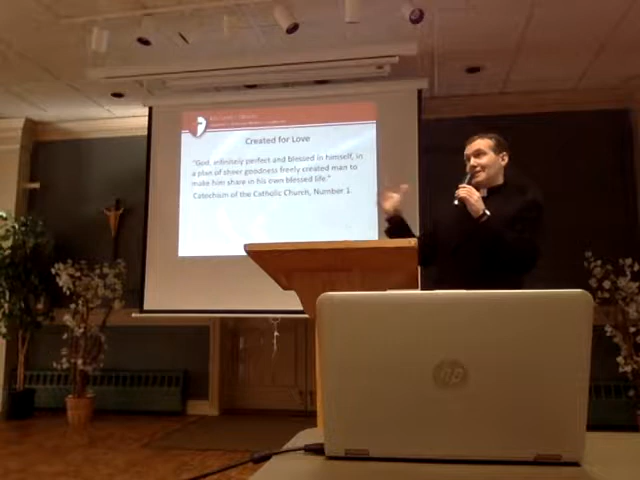 Created for Love
"God, infinitely perfect and blessed in himself, in
a plan of sheer goodness freely created man to
make him share in his own blessed life."
Catechism of the Catholic Church, Number 1
hp